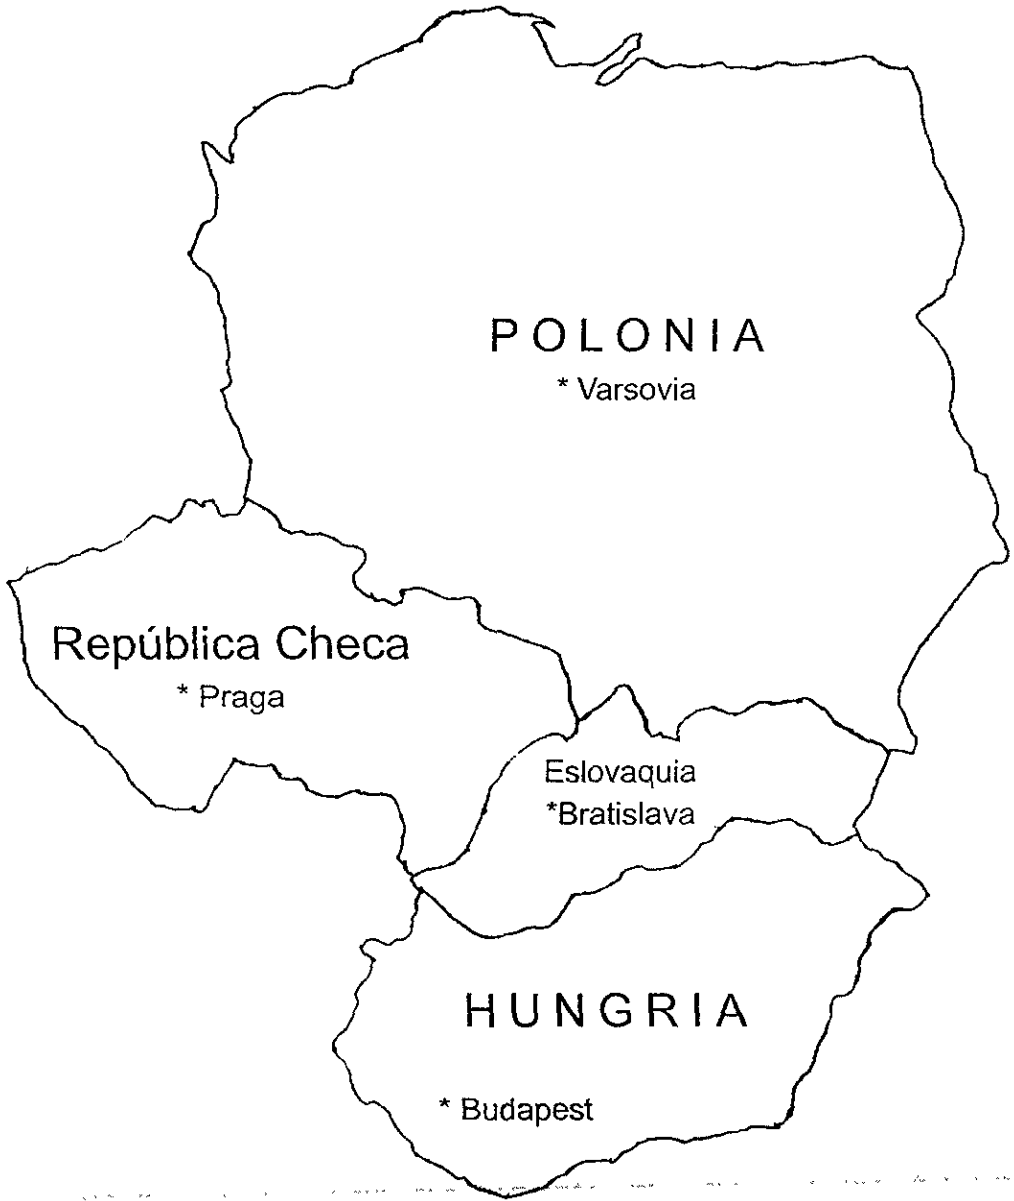 POLONIA
* Varsovia
República Checa
* Praga
Eslovaquia
*Bratislava
HUNGRIA
* Budapest